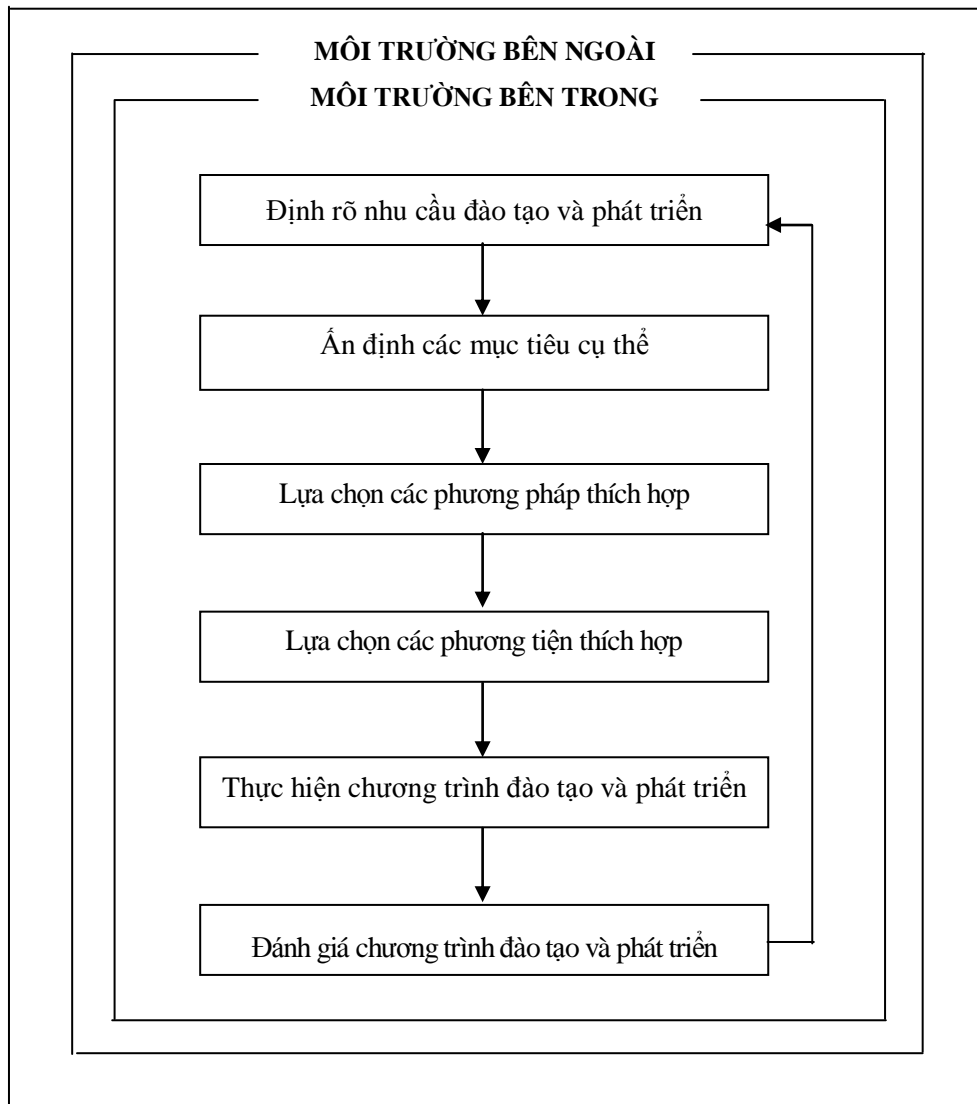 MÔI TRƯỜNG BÊN NGOÀI
MÔI TRƯỜNG BÊN TRONG
Định rõ nhu cầu đào tạo và phát triển
Ấn định các mục tiêu cụ thể
Lựa chọn các phương pháp thích hợp
Lựa chọn các phương tiện thích hợp
Thực hiện chương trình đào tạo và phát triển
Đánh giá chương trình đào tạo và phát triển